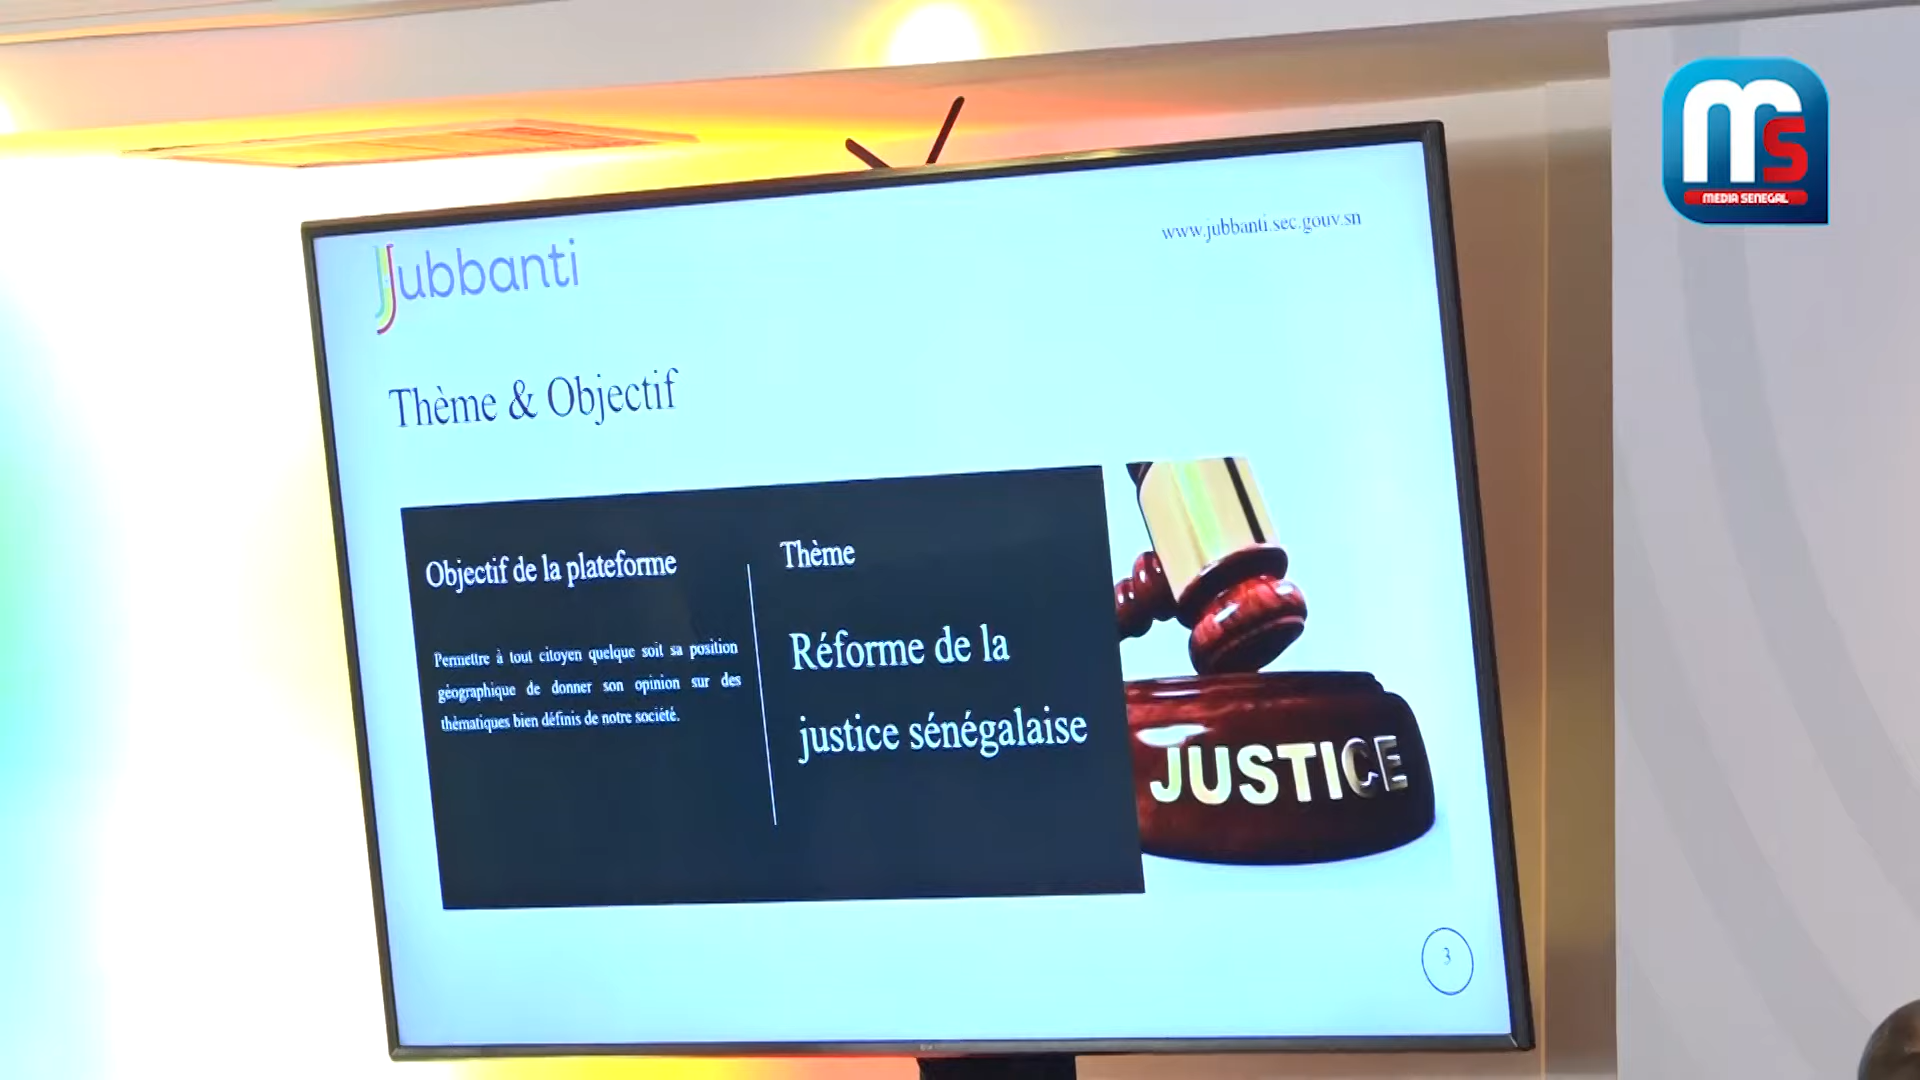 Jubbanti
www.jubbanti.sec.gouv.sn
MS
MEDIA SENEGAL
Thème & Objectif
Objectif de la plateforme
Permettre à tout citoyen quelque soit sa position
géographique de donner son opinion sur des
thématiques bien définis de notre société.
Thème
Réforme de la
justice sénégalaise
JUSTICE
3